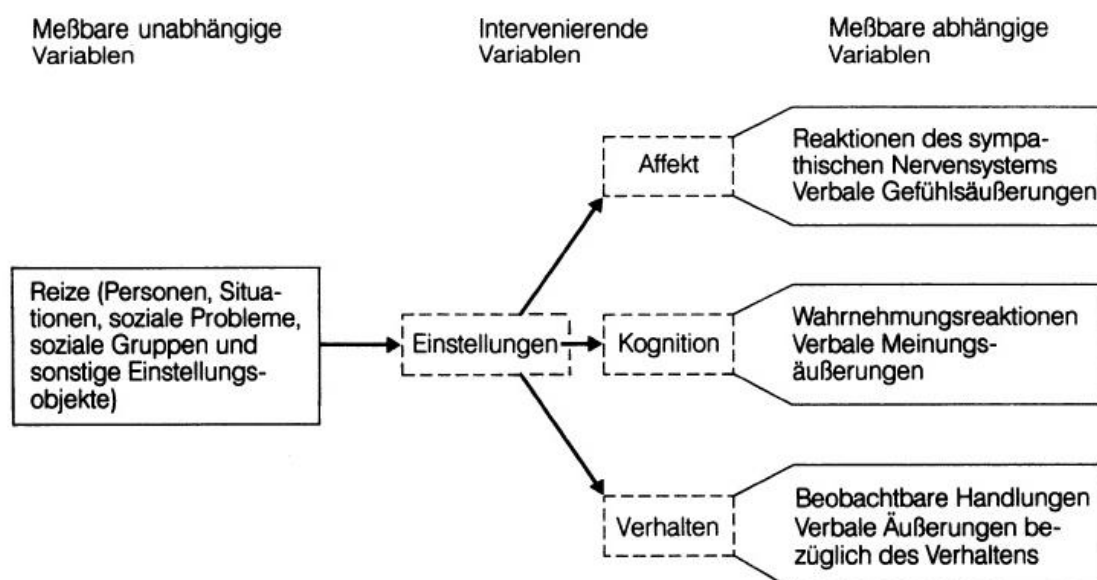 Meßbare unabhängige
Variablen
Intervenierende
Variablen
Meßbare abhängige
Variablen
Reize (Personen, Situa-
tionen, soziale Probleme,
soziale Gruppen und
sonstige Einstellungs-
objekte)
Einstellungen
Affekt
Reaktionen des sympa-
thischen Nervensystems
Verbale Gefühlsäußerungen
Kognition
Wahrnehmungsreaktionen
Verbale Meinungs-
äußerungen
Verhalten
Beobachtbare Handlungen
Verbale Äußerungen be-
züglich des Verhaltens